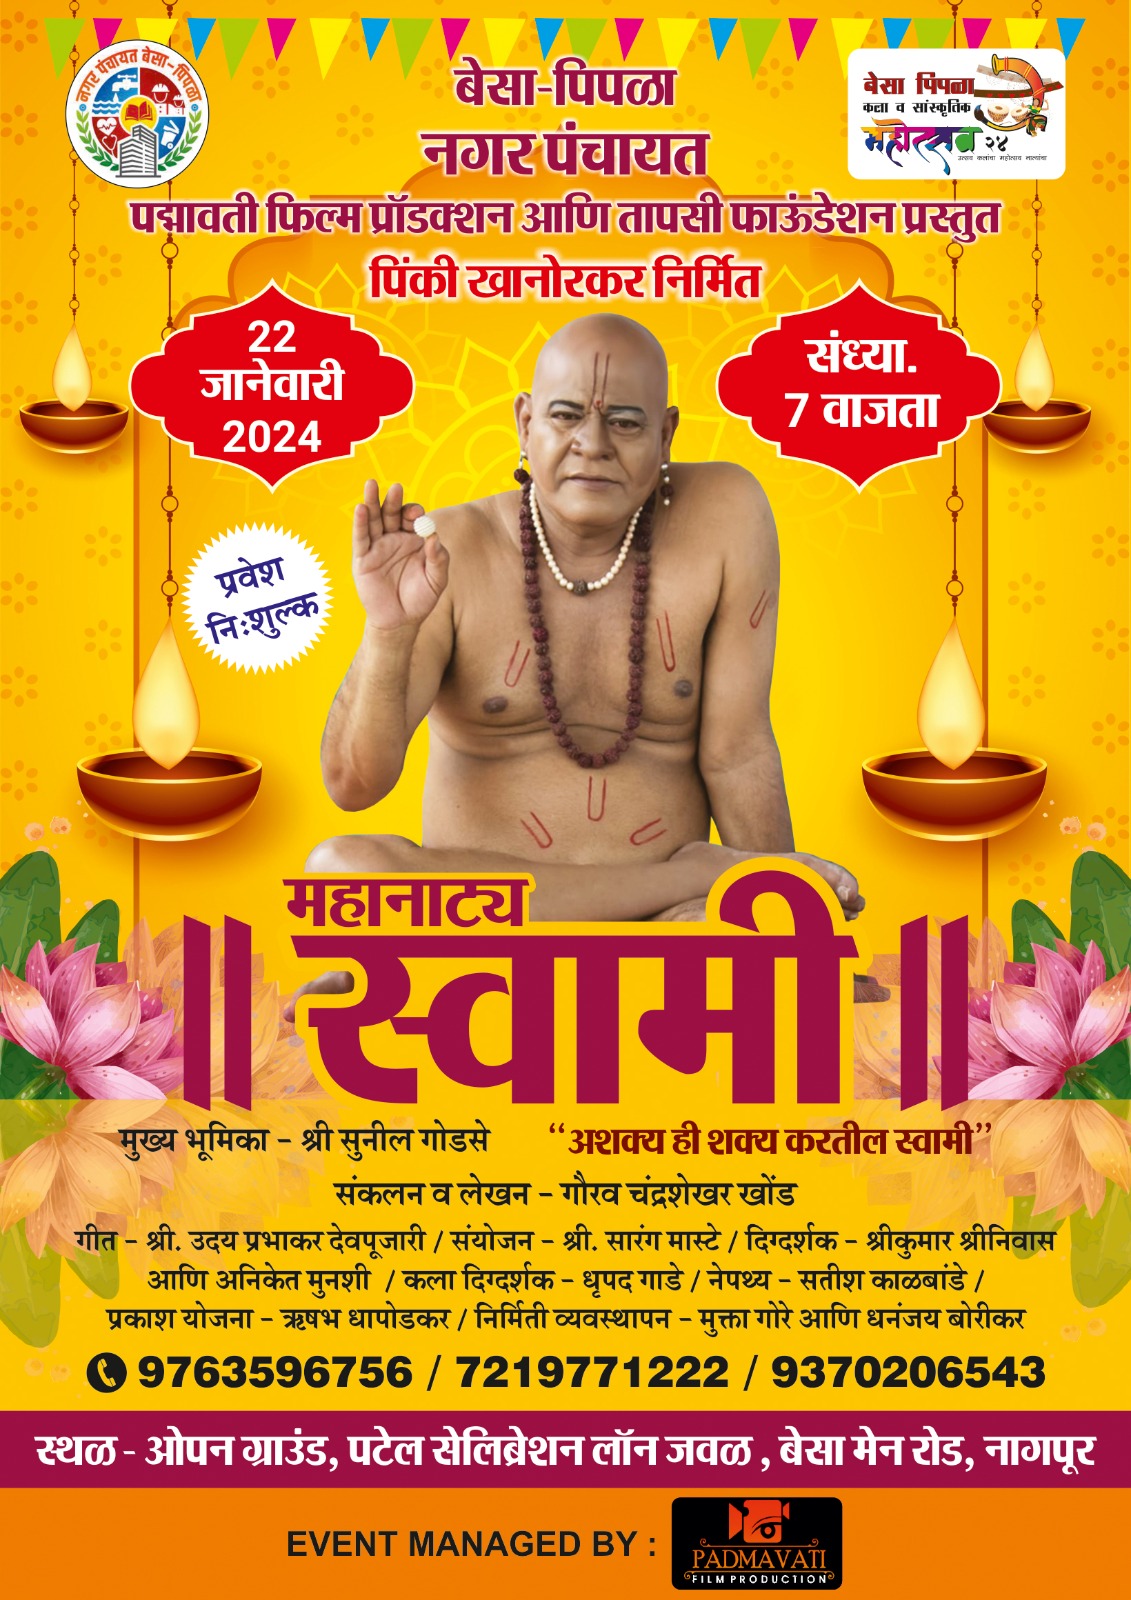 नगर पंचायत बेसा-पिपळा
बेसा-पिपळा
नगर पंचायत
बेसा पिपळा
कला व सांस्कृतिक
महोत्सव २४
पद्मावती फिल्म प्रॉडक्शन आणि तापसी फाऊंडेशन प्रस्तुत
पिंकी खानोरकर निर्मित
22
जानेवारी
2024
संध्या.
7 वाजता
प्रवेश
नि:शुल्क
महानाट्य
॥ स्वामी ॥
मुख्य भूमिका - श्री सुनील गोडसे
“अशक्य ही शक्य करतील स्वामी”
संकलन व लेखन - गौरव चंद्रशेखर खोंड
गीत - श्री. उदय प्रभाकर देवपूजारी / संयोजन - श्री. सारंग मास्टे / दिग्दर्शक - श्रीकुमार श्रीनिवास
आणि अनिकेत मुनशी / कला दिग्दर्शक - धृपद गाडे / नेपथ्य - सतीश काळबांडे /
प्रकाश योजना - ऋषभ धापोडकर / निर्मिती व्यवस्थापन - मुक्ता गोरे आणि धनंजय बोरीकर
9763596756 / 7219771222 / 9370206543
स्थळ - ओपन ग्राउंड, पटेल सेलिब्रेशन लॉन जवळ , बेसा मेन रोड, नागपूर
EVENT MANAGED BY :
PADMAVATI
FILM PRODUCTION